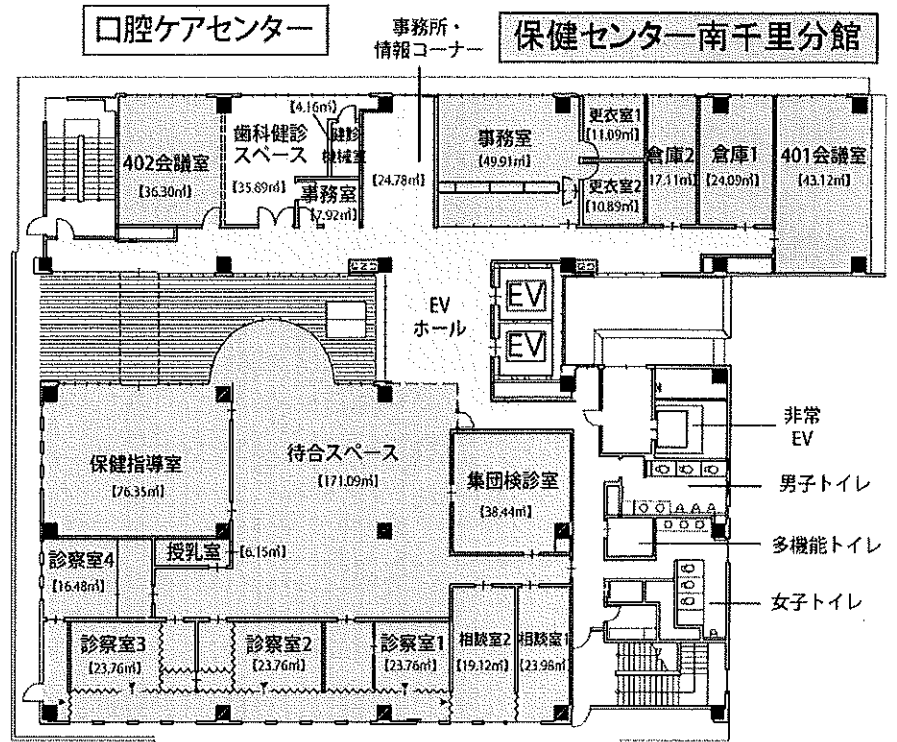 口腔ケアセンター
事務所・
情報コーナー
保健センター南千里分館
402会議室
【36.30㎡】
歯科健診
スペース
【35.89㎡】
【4.16㎡】
健診
機械室
事務室
【7.92㎡】
【24.78㎡】
事務室
【49.91㎡】
更衣室1
【11.09㎡】
更衣室2
【10.89㎡】
倉庫2
【17.11㎡】
倉庫1
【24.09㎡】
401会議室
【43.12㎡】
EV
ホール
EV
EV
保健指導室
【76.35㎡】
待合スペース
【171.09㎡】
集団検診室
【38.44㎡】
非常
EV
男子トイレ
多機能トイレ
女子トイレ
診察室4
【16.48㎡】
授乳室
【6.15㎡】
診察室3
【23.76㎡】
診察室2
【23.76㎡】
診察室1
【23.76㎡】
相談室2
【19.12㎡】
相談室1
【23.98㎡】